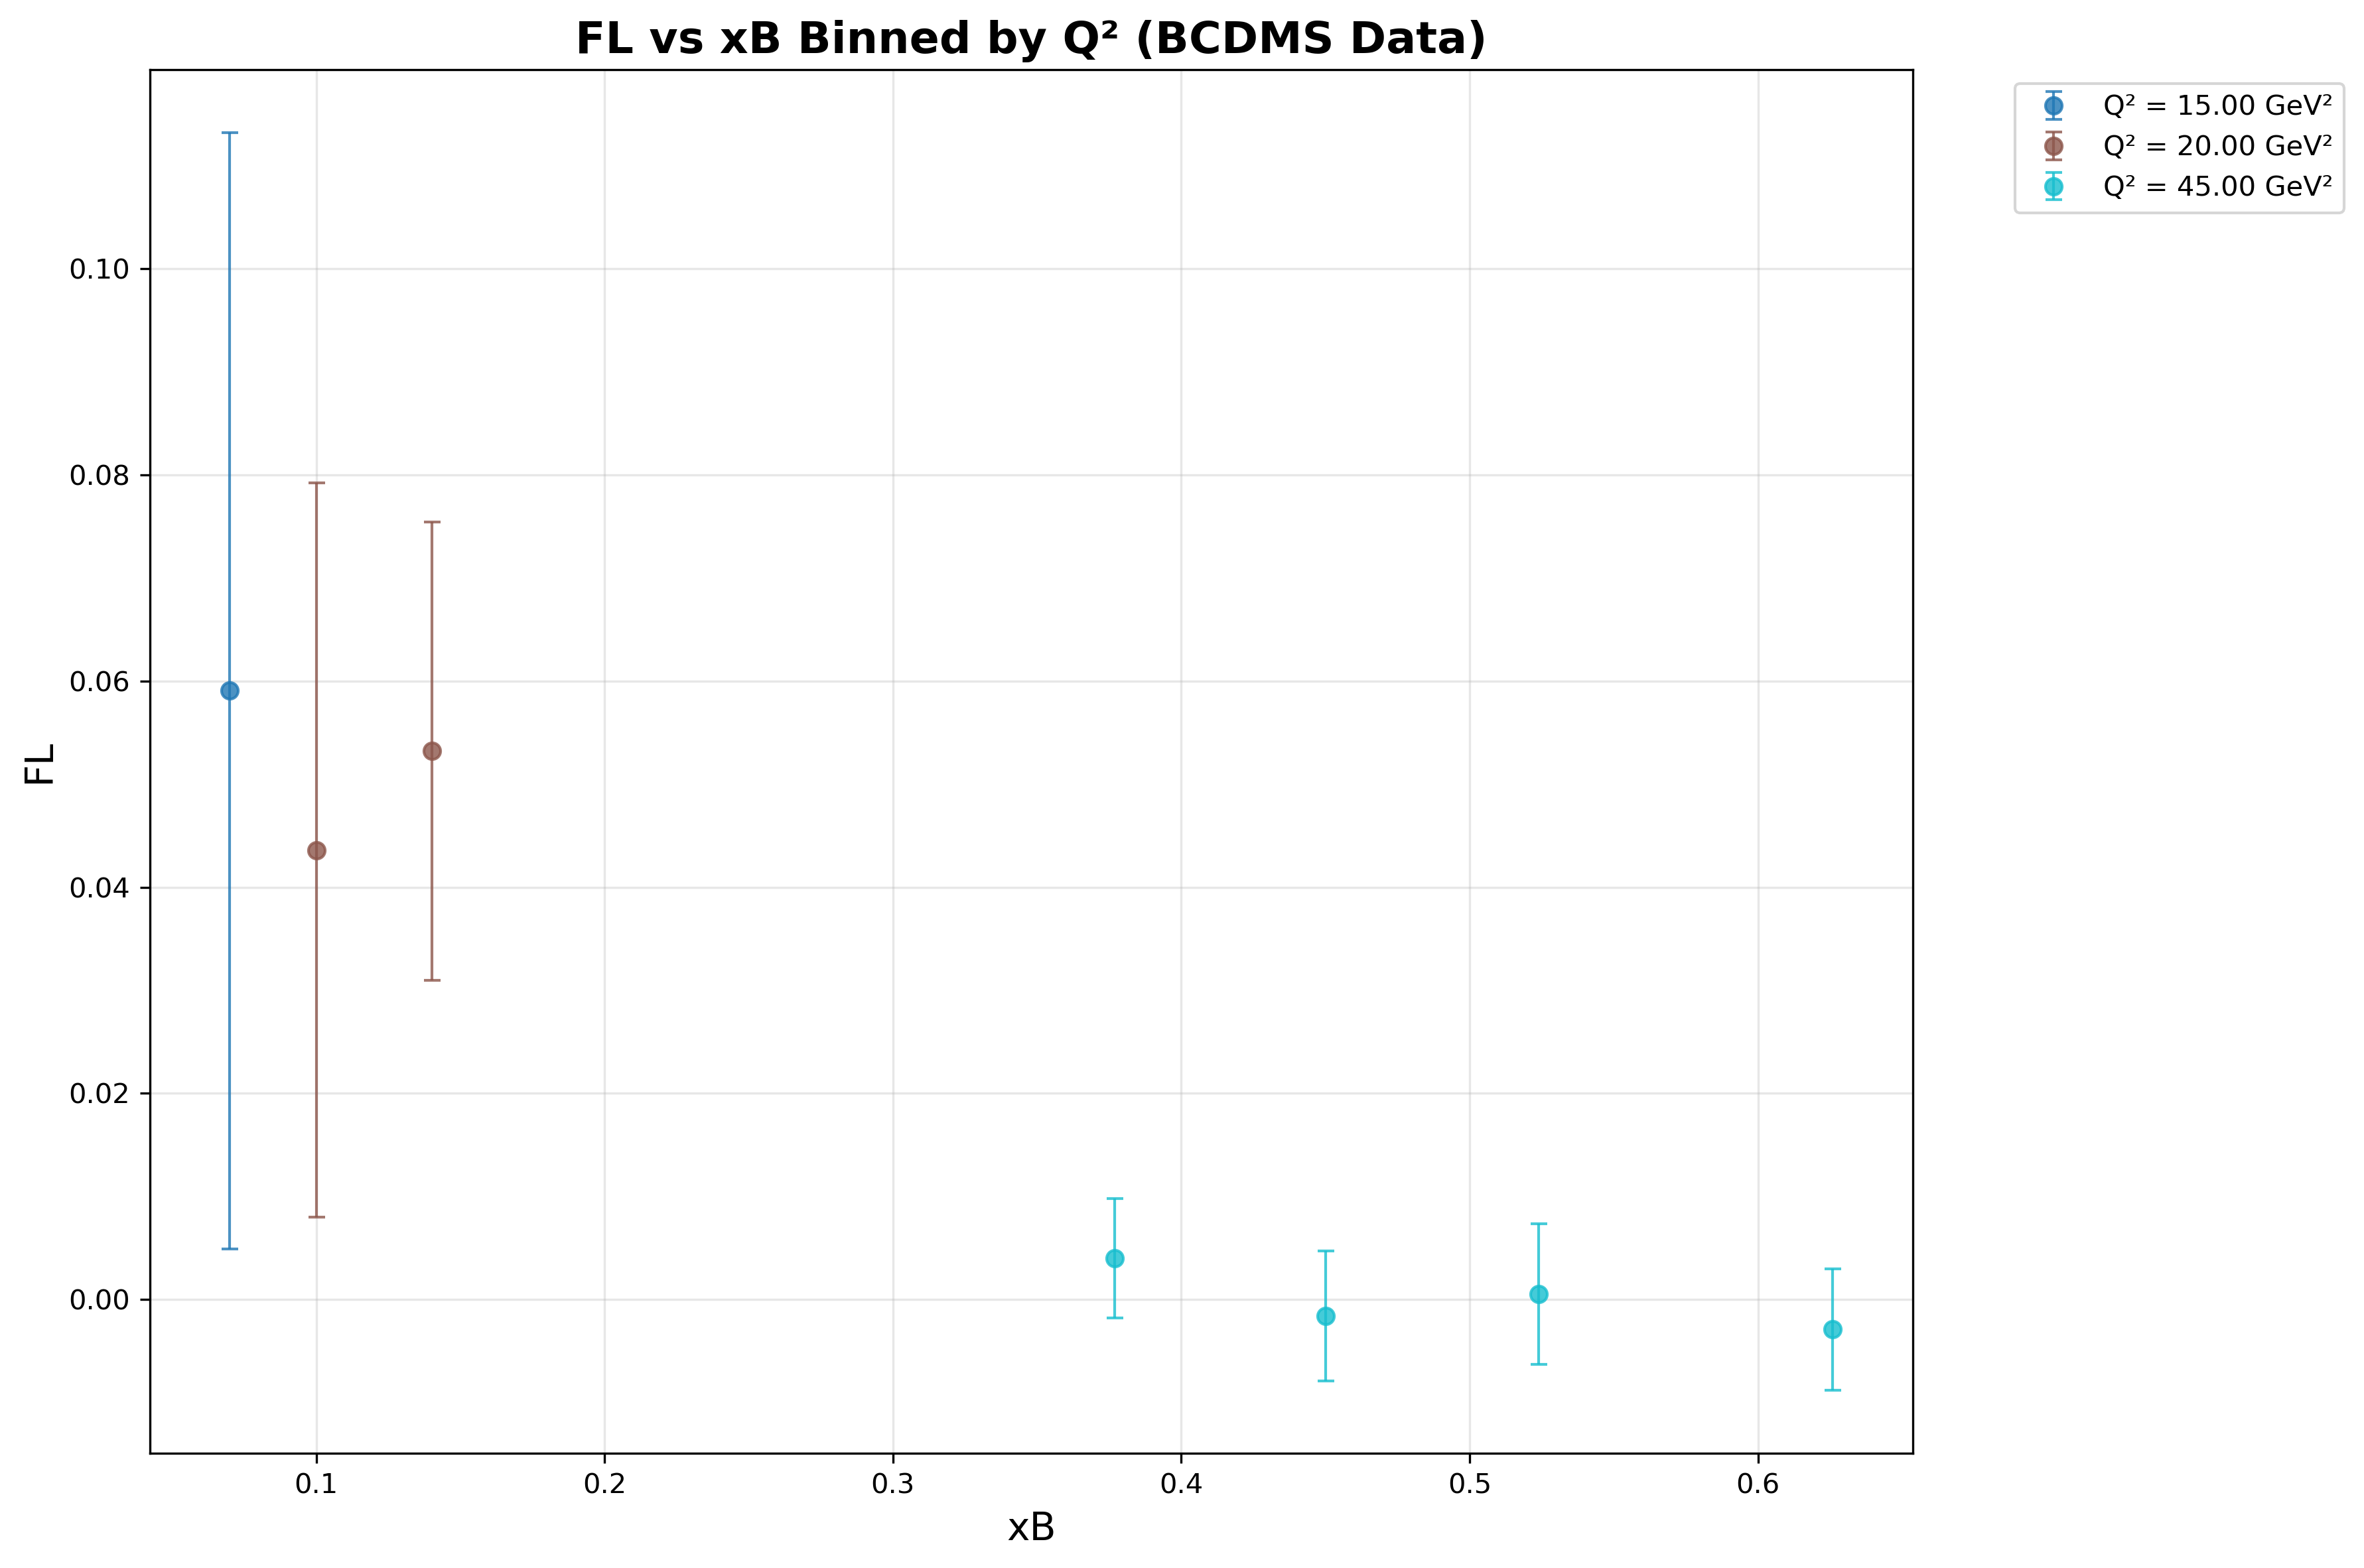 FL vs xB Binned by Q² (BCDMS Data)
Q² = 15.00 GeV²
Q² = 20.00 GeV²
Q² = 45.00 GeV²
0.10
0.08
0.06
0.04
0.02
0.00
FL
0.1 0.2 0.3 0.4 0.5 0.6
xB